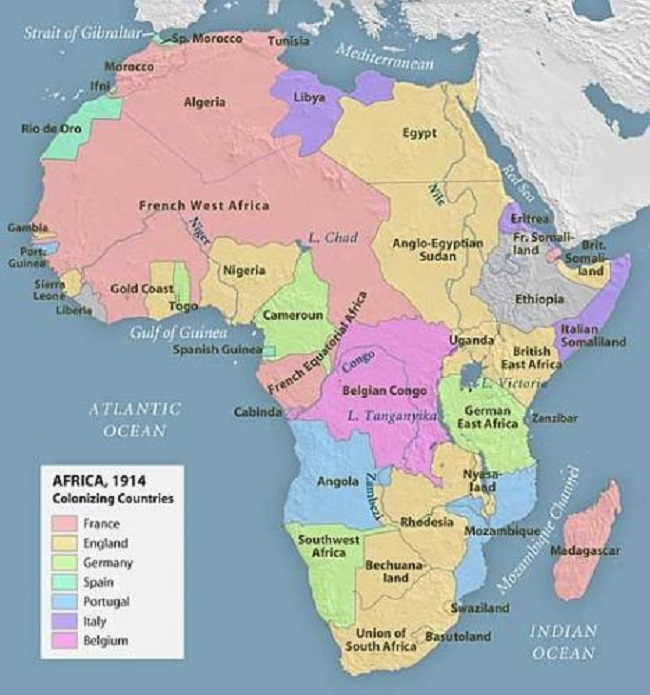 Strait of Gibraltar
Sp. Morocco
Tunisia
Mediterranean
Morocco
Ifni
Algeria
Libya
Rio de Oro
Egypt
Red Sea
Nile
French West Africa
Eritrea
Gambia
Niger
L. Chad
Fr. Somali-
land
Brit.
Somali-
land
Port.
Guinea
Anglo-Egyptian
Sudan
Nigeria
Sierra
Leone
Gold Coast
Ethiopia
Liberia
Togo
Cameroun
Gulf of Guinea
Italian
Somaliland
Spanish Guinea
French Equatorial Africa
Uganda
British
East Africa
Congo
L. Victoria
Belgian Congo
Cabinda
L. Tanganyika
German
East Africa
Zanzibar
ATLANTIC
OCEAN
Angola
Zambezi
Nyasa-
land
Mozambique Channel
Rhodesia
Mozambique
Southwest
Africa
Madagascar
Bechuana-
land
Swaziland
Union of
South Africa
Basutoland
INDIAN
OCEAN
AFRICA, 1914
Colonizing Countries
France
England
Germany
Spain
Portugal
Italy
Belgium